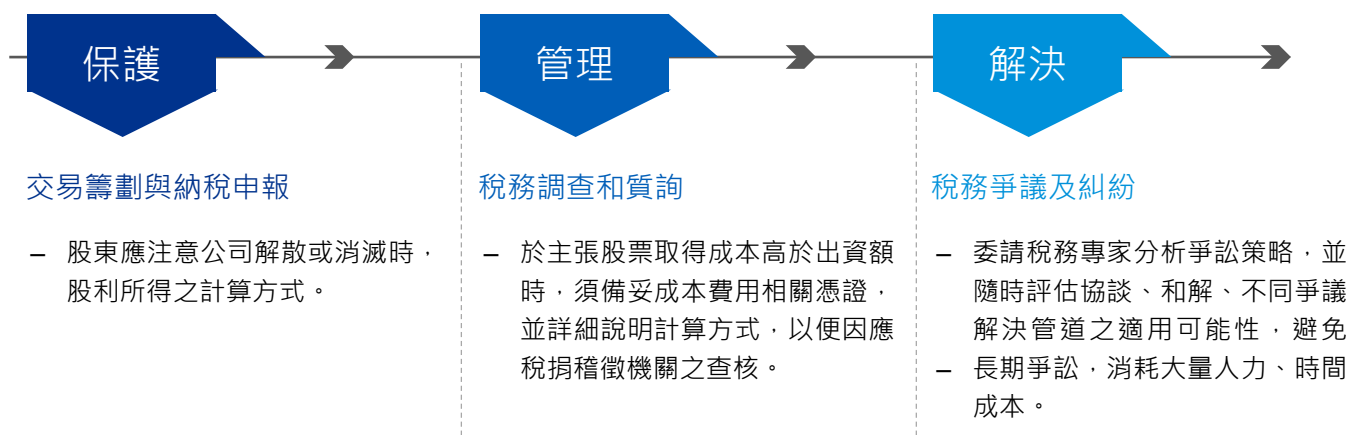 保護
交易籌劃與納稅申報
– 股東應注意公司解散或消滅時，
股利所得之計算方式。
管理
稅務調查和質詢
– 於主張股票取得成本高於出資額
時，須備妥成本費用相關憑證，
並詳細說明計算方式，以便因應
稅捐稽徵機關之查核。
解決
稅務爭議及糾紛
– 委請稅務專家分析爭訟策略，並
隨時評估協談、和解、不同爭議
解決管道之適用可能性，避免
– 長期爭訟，消耗大量人力、時間
成本。